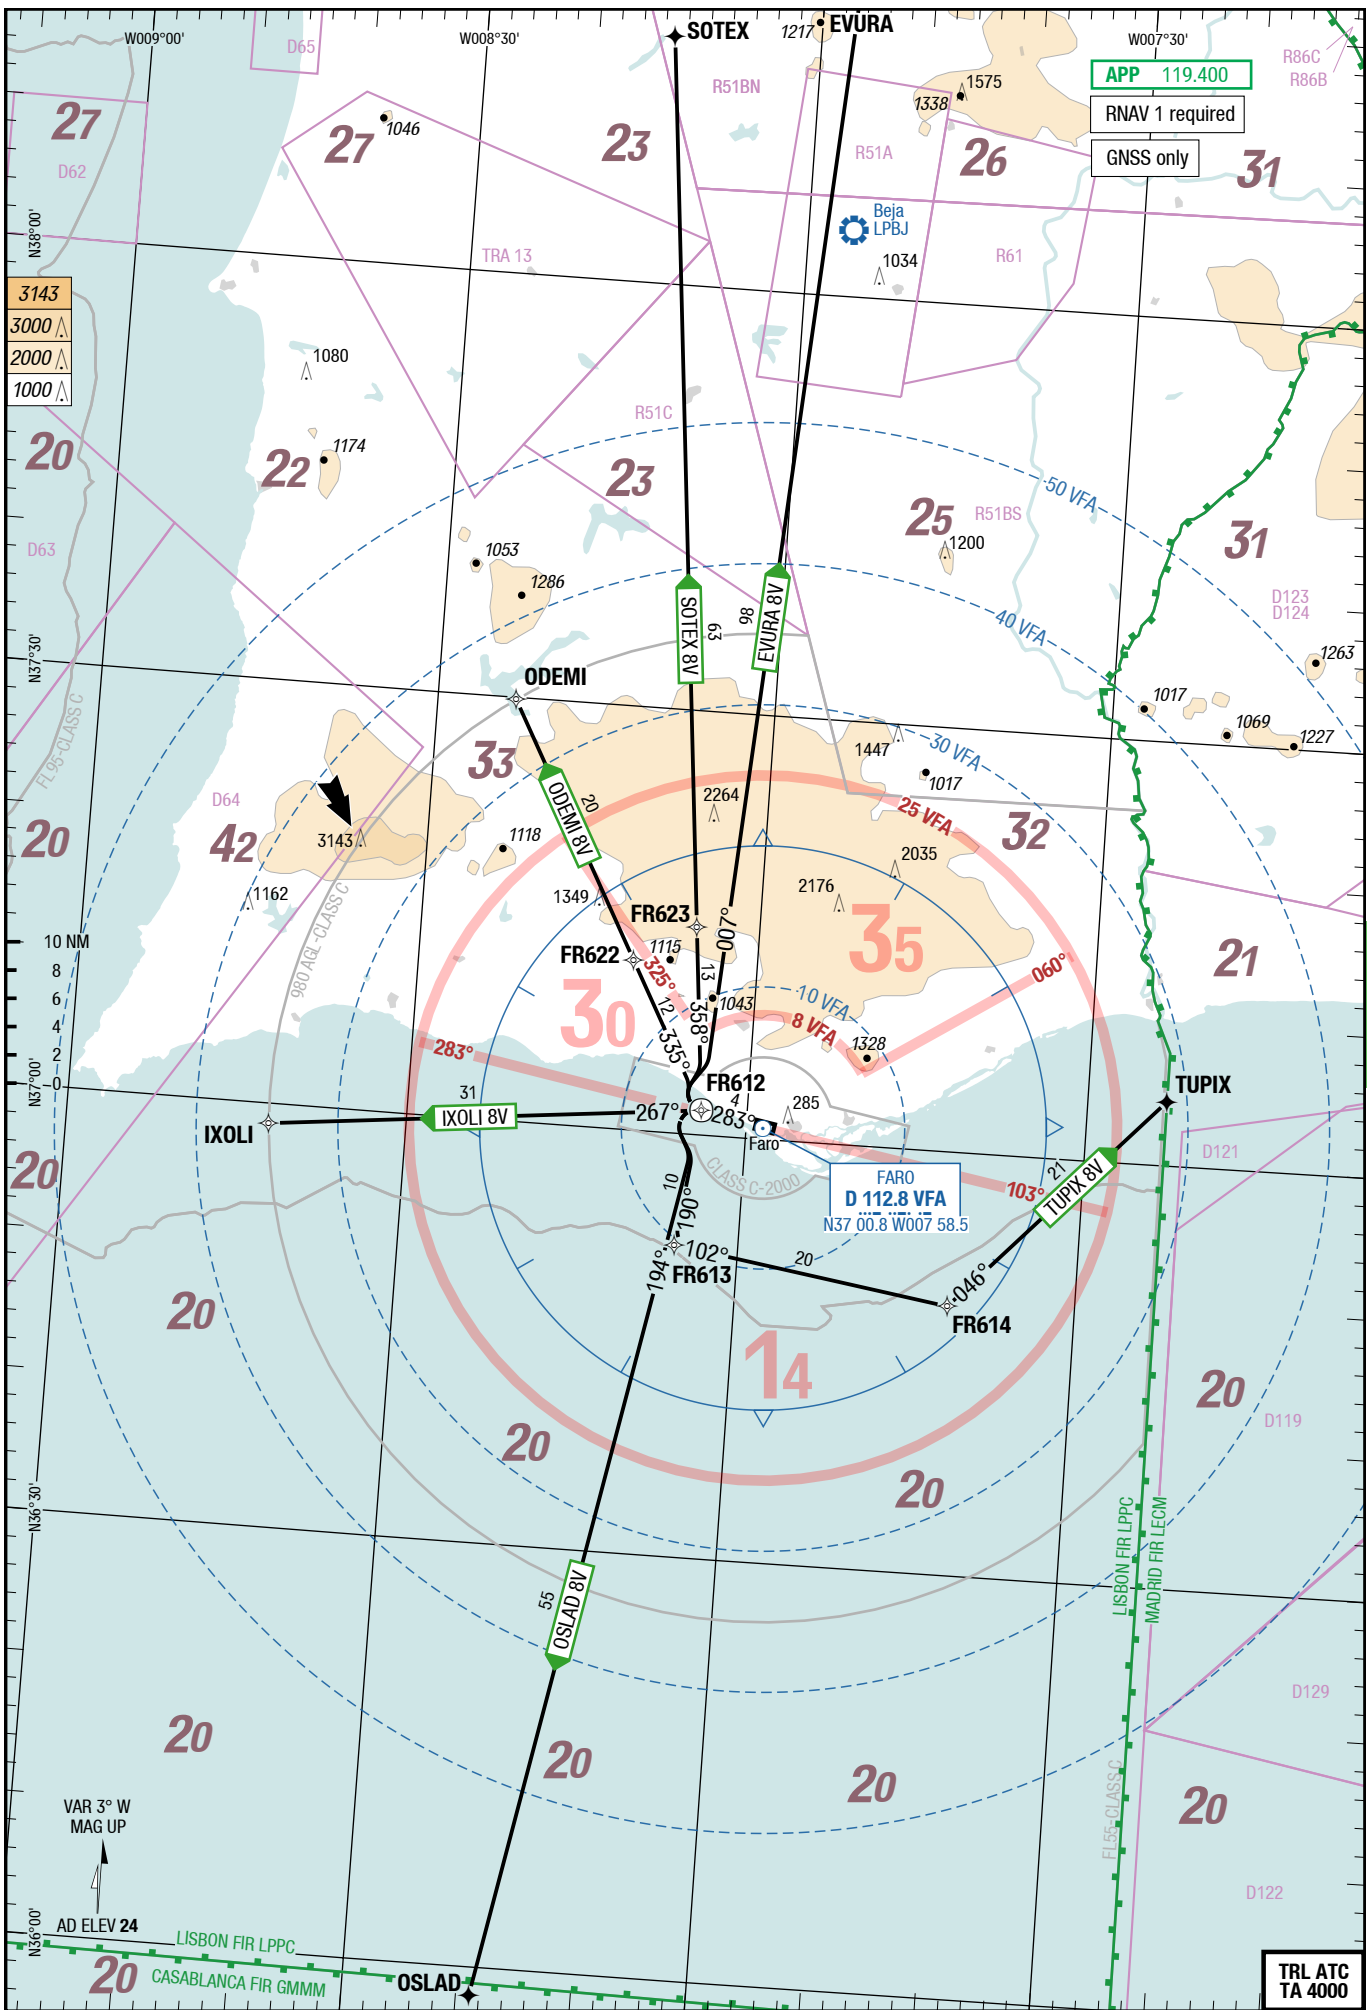 SOTEX
1217
EVURA
W009°00'
D65
W008°30'
W007°30'
R86C
R86B
APP 119.400
RNAV 1 required
GNSS only
R51BN
1575
1338
27
D62
1046
27
23
R51A
26
31
Beja
LPBJ
N38°00'
TRA 13
1034
R61
3143
3000
2000
1000
1080
R51C
20
1174
22
23
50 VFA
25
R51BS
1200
31
D63
1053
1286
D123
D124
SOTEX 8V
63
98
EVURA 8V
40 VFA
1263
N37°30'
ODEMI
1017
1069
1227
FL95-CLASS C
33
1447
30 VFA
1017
D64
ODEMI 8V
20
2264
25 VFA
32
20
42
3143
1118
2035
1162
1349
2176
980 AGL-CLASS C
FR623
007°
35
10 NM
8
6
4
2
0
FR622
1115
325°
13
060°
21
30
12
335°
358°
1043
10 VFA
8 VFA
1328
283°
N37°00'
FR612
TUPIX
31
IXOLI 8V
267°
4
283°
285
IXOLI
Faro
D121
CLASS C-2000
20
10
190°
FARO
D 112.8 VFA
N37 00.8 W007 58.5
103°
21
TUPIX 8V
102°
20
194°
FR613
046°
FR614
20
14
20
D119
20
20
N36°30'
LISBON FIR LPPC
MADRID FIR LECM
55
OSLAD 8V
D129
20
20
20
20
FL55-CLASS C
VAR 3° W
MAG UP
AD ELEV 24
D122
N36°00'
LISBON FIR LPPC
20
CASABLANCA FIR GMMM
OSLAD
TRL ATC
TA 4000